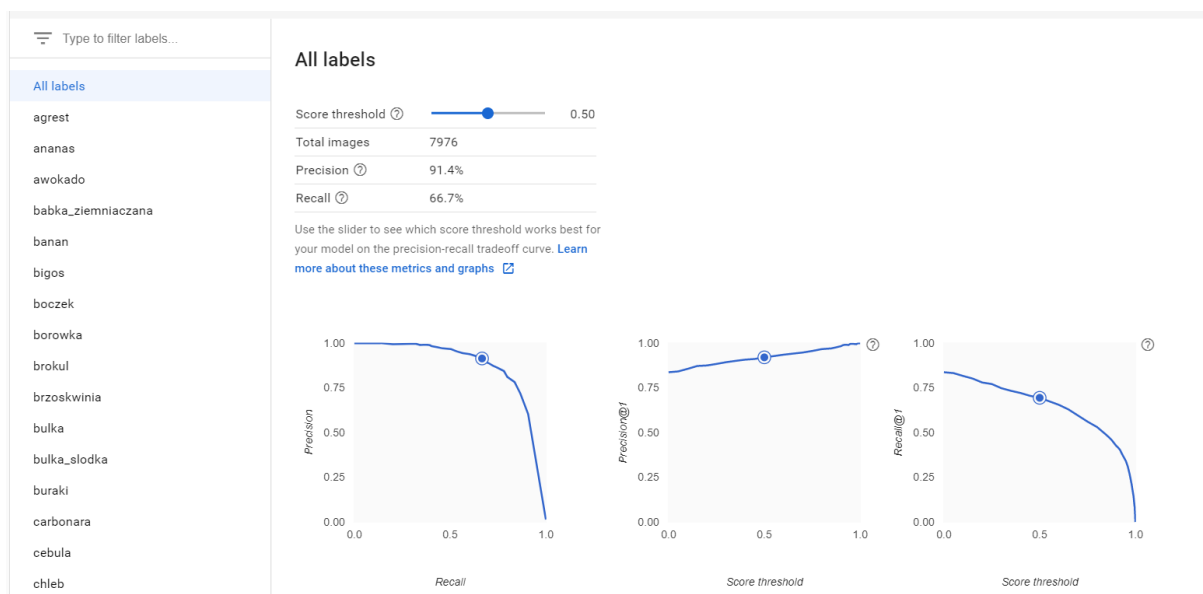 Type to filter labels...
All labels
agrest
ananas
awokado
babka_ziemniaczana
banan
bigos
boczek
borowka
brokul
brzoskwinia
bulka
bulka_slodka
buraki
carbonara
cebula
chleb
All labels
Score threshold 0.50
Total images 7976
Precision 91.4%
Recall 66.7%
Use the slider to see which score threshold works best for
your model on the precision-recall tradeoff curve. Learn
more about these metrics and graphs
1.00
0.75
0.50
0.25
0.00
0.0 0.5 1.0
Precision
Recall
1.00
0.75
0.50
0.25
0.00
0.0 0.5 1.0
Precision@1
Score threshold
1.00
0.75
0.50
0.25
0.00
0.0 0.5 1.0
Recall@1
Score threshold